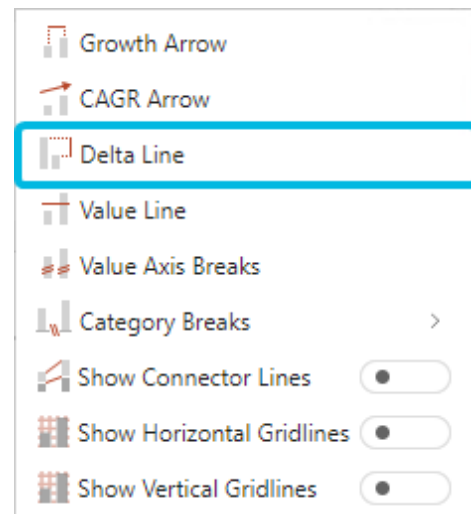 Growth Arrow
CAGR Arrow
Delta Line
Value Line
Value Axis Breaks
Category Breaks
Show Connector Lines
Show Horizontal Gridlines
Show Vertical Gridlines